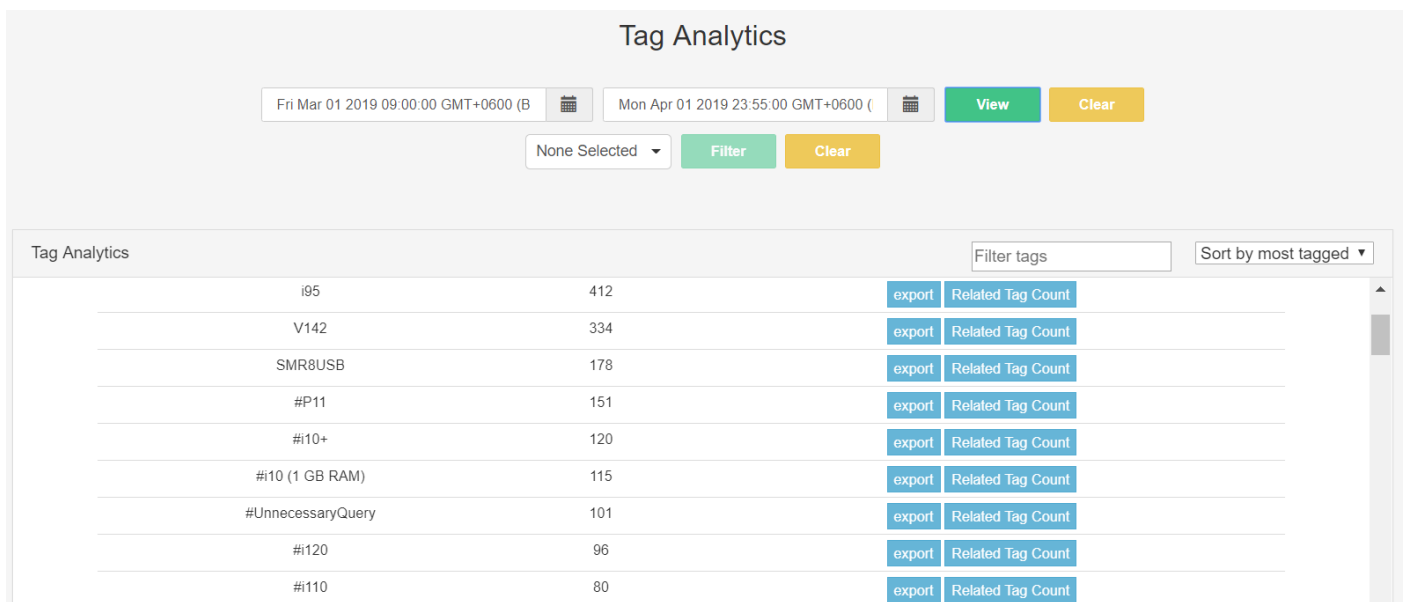 Tag Analytics
Fri Mar 01 2019 09:00:00 GMT+0600 (B Mon Apr 01 2019 23:55:00 GMT+0600 ( View Clear
None Selected Filter Clear
Tag Analytics Filter tags Sort by most tagged
i95 412 export Related Tag Count
V142 334 export Related Tag Count
SMR8USB 178 export Related Tag Count
#P11 151 export Related Tag Count
#i10+ 120 export Related Tag Count
#i10 (1 GB RAM) 115 export Related Tag Count
#UnnecessaryQuery 101 export Related Tag Count
#i120 96 export Related Tag Count
#i110 80 export Related Tag Count